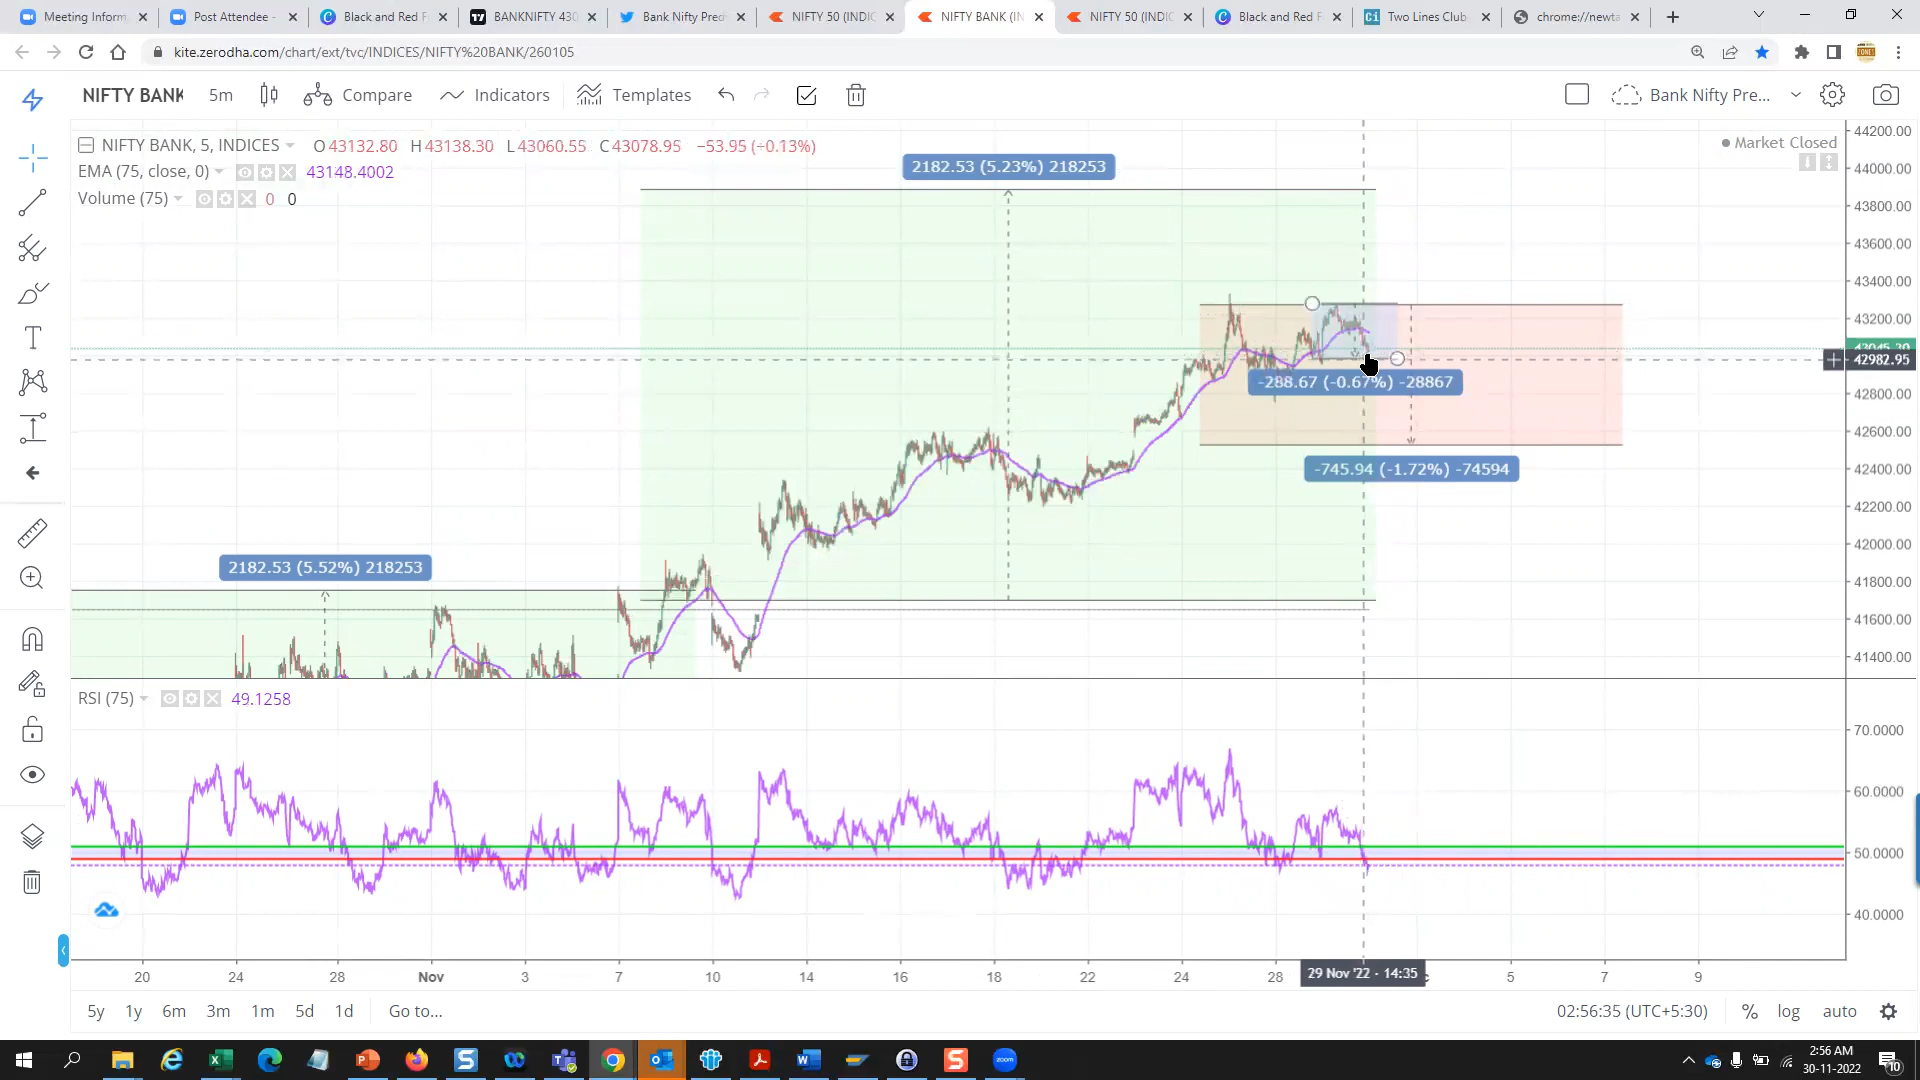 Meeting Inform
Post Attendee -
Black and Red F
BANKNIFTY 430
Bank Nifty Pred
NIFTY 50 (INDIC
NIFTY BANK (IN
NIFTY 50 (INDIC
Black and Red F
Two Lines Club
chrome://newta
kite.zerodha.com/chart/ext/tvc/INDICES/NIFTY%20BANK/260105
NIFTY BANK
5m
Compare
Indicators
Templates
Bank Nifty Pre...
NIFTY BANK, 5, INDICES
O43132.80 H43138.30 L43060.55 C43078.95 −53.95 (−0.13%)
Market Closed
EMA (75, close, 0)
43148.4002
Volume (75)
0 0
2182.53 (5.23%) 218253
-288.67 (-0.67%) -28867
-745.94 (-1.72%) -74594
2182.53 (5.52%) 218253
44200.00
44000.00
43800.00
43600.00
43400.00
43200.00
42982.95
42800.00
42600.00
42400.00
42200.00
42000.00
41800.00
41600.00
41400.00
RSI (75)
49.1258
70.0000
60.0000
50.0000
40.0000
20 24 28 Nov 3 7 10 14 16 18 22 24 28 29 Nov '22 - 14:35 5 7 9
5y 1y 6m 3m 1m 5d 1d Go to...
02:56:35 (UTC+5:30) % log auto
2:56 AM
30-11-2022
10